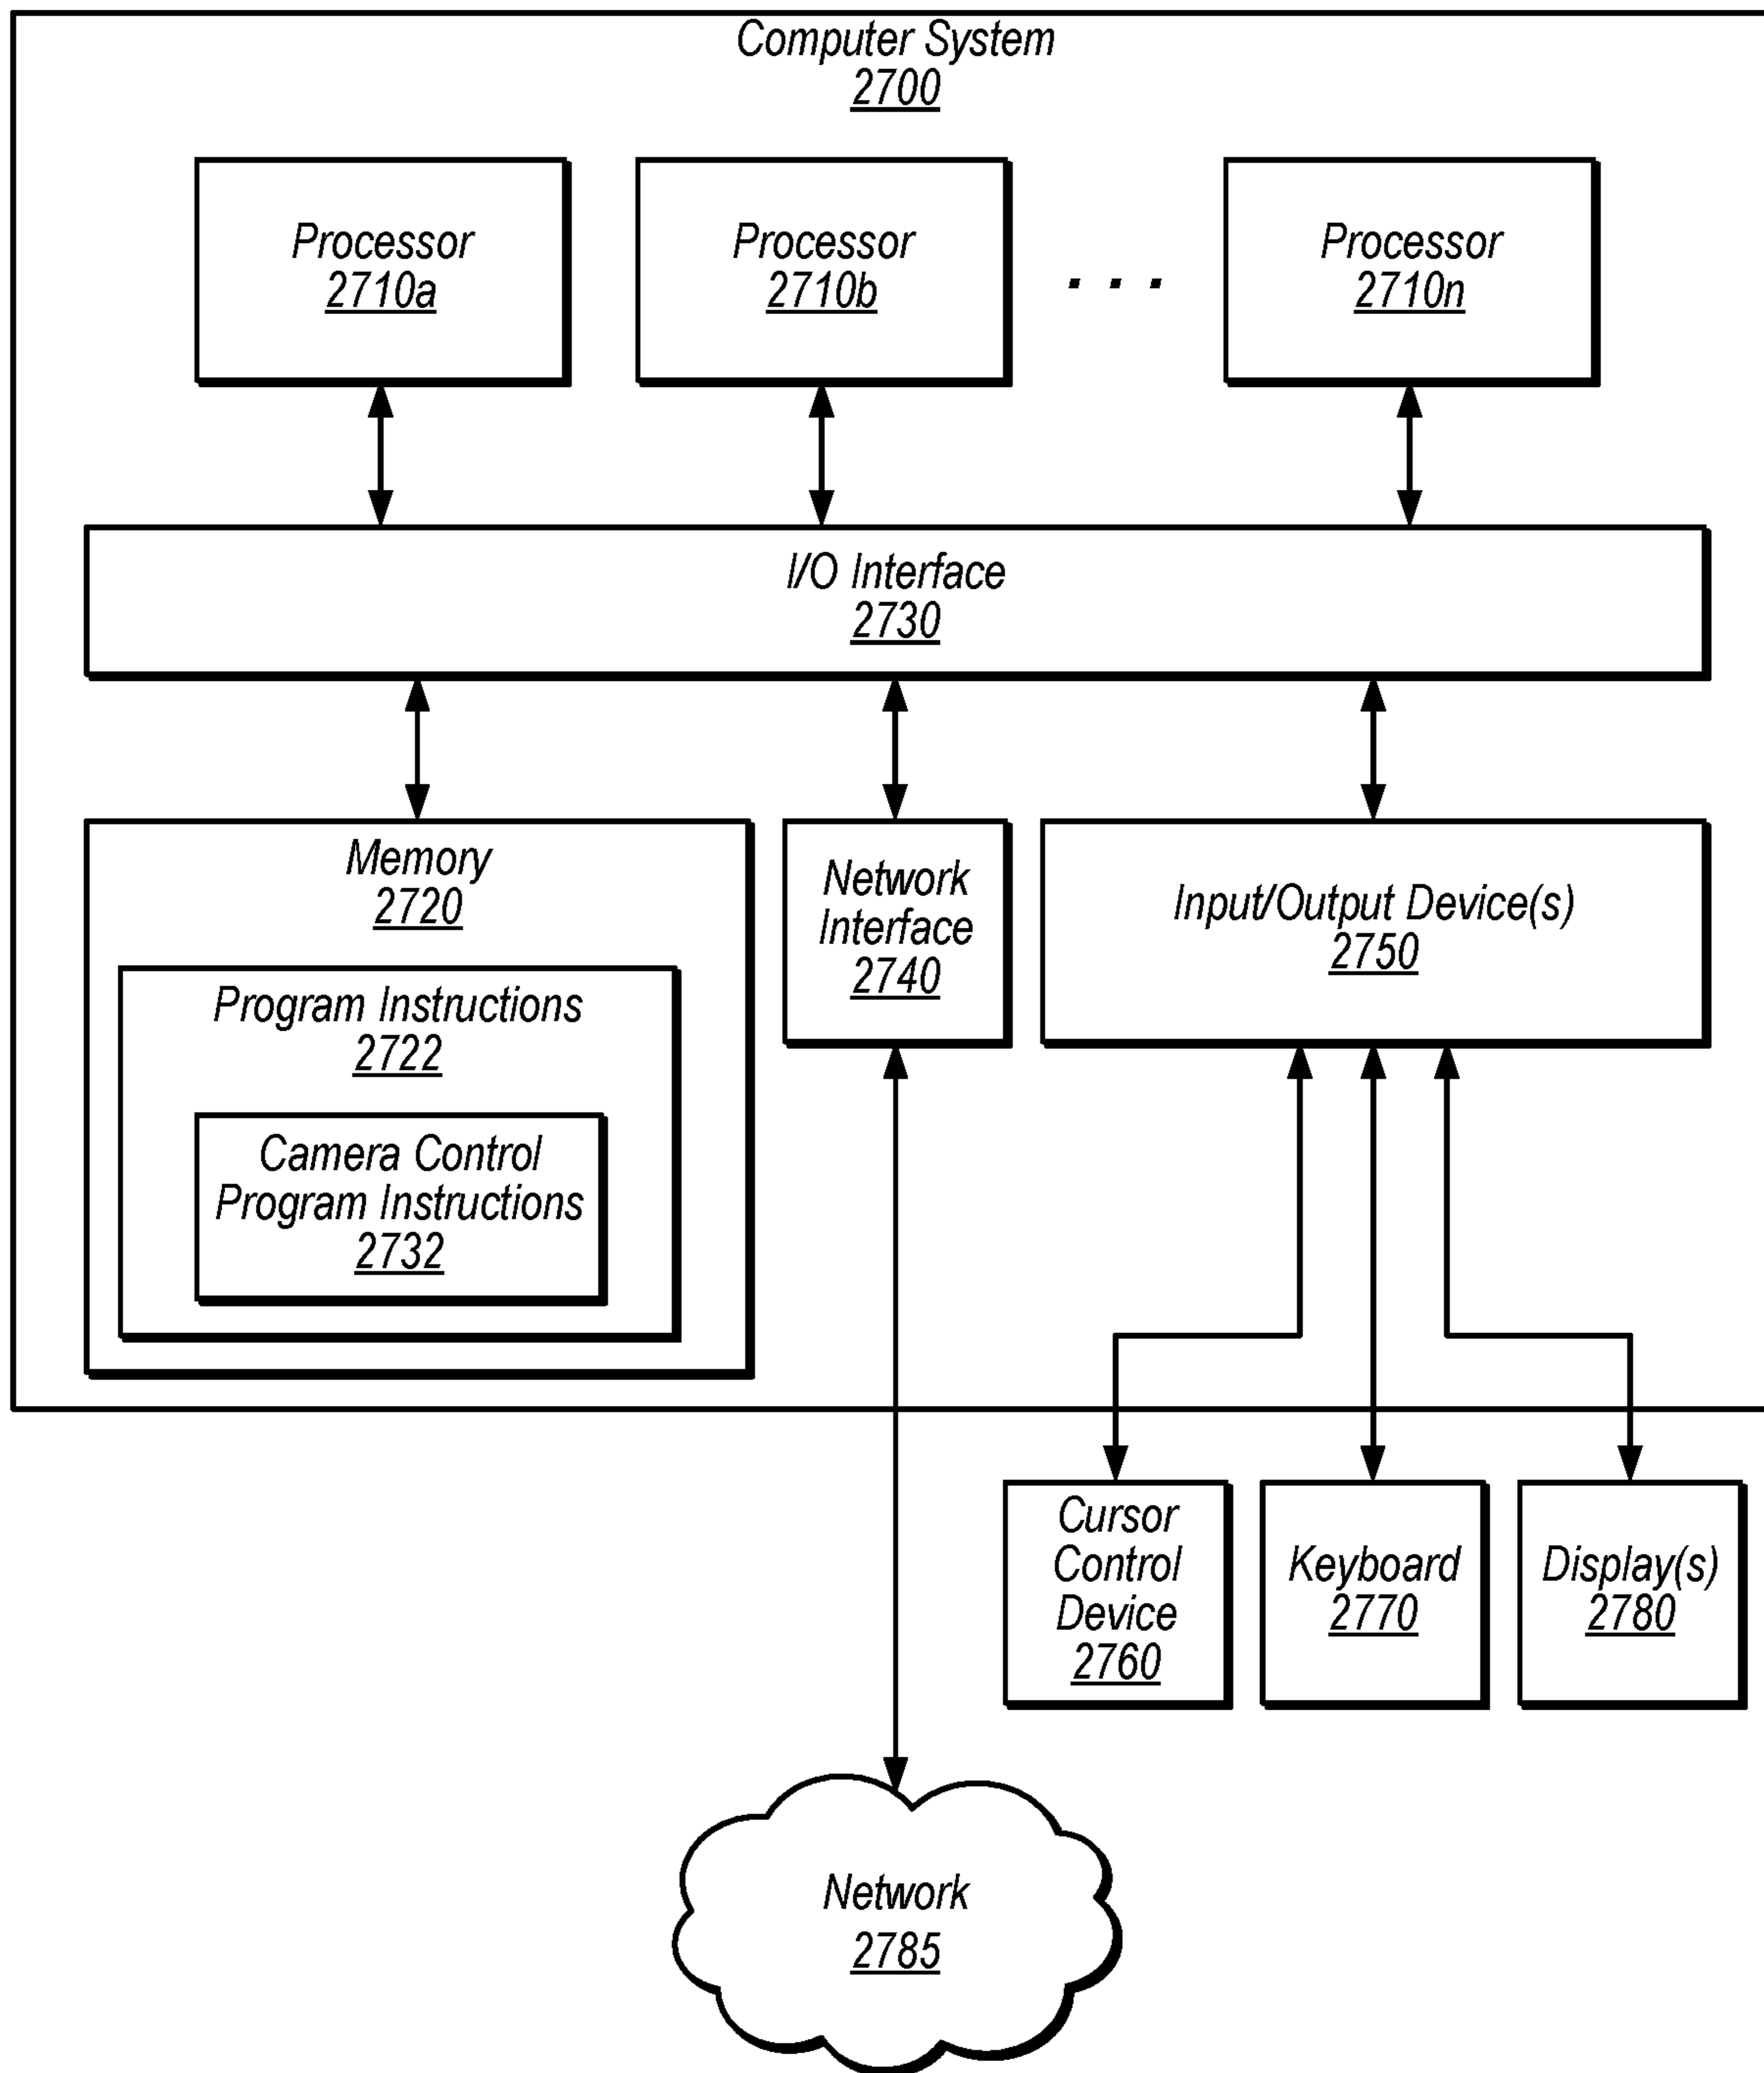 Computer System
2700
Processor
2710a
Processor
2710b
. . .
Processor
2710n
I/O Interface
2730
Memory
2720
Program Instructions
2722
Camera Control
Program Instructions
2732
Network
Interface
2740
Input/Output Device(s)
2750
Cursor
Control
Device
2760
Keyboard
2770
Display(s)
2780
Network
2785